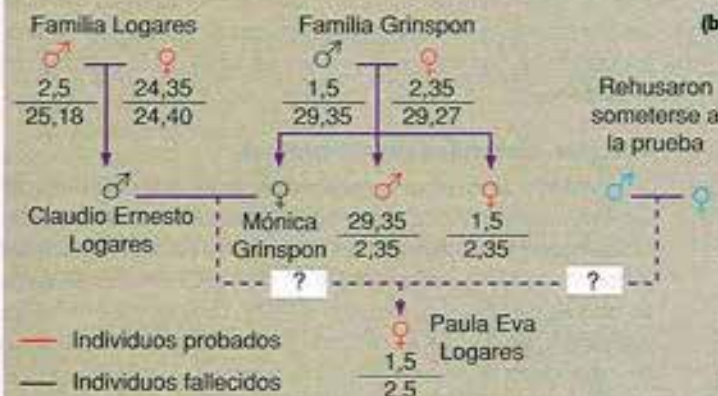 Familia Logares
Familia Grinspon
(b
2,5
25,18
24,35
24,40
1,5
29,35
2,35
29,27
Rehusaron
someterse a
la prueba
Claudio Ernesto
Logares
Mónica
Grinspon
29,35
2,35
1,5
2,35
?
?
Paula Eva
Logares
1,5
2,5
Individuos probados
Individuos fallecidos